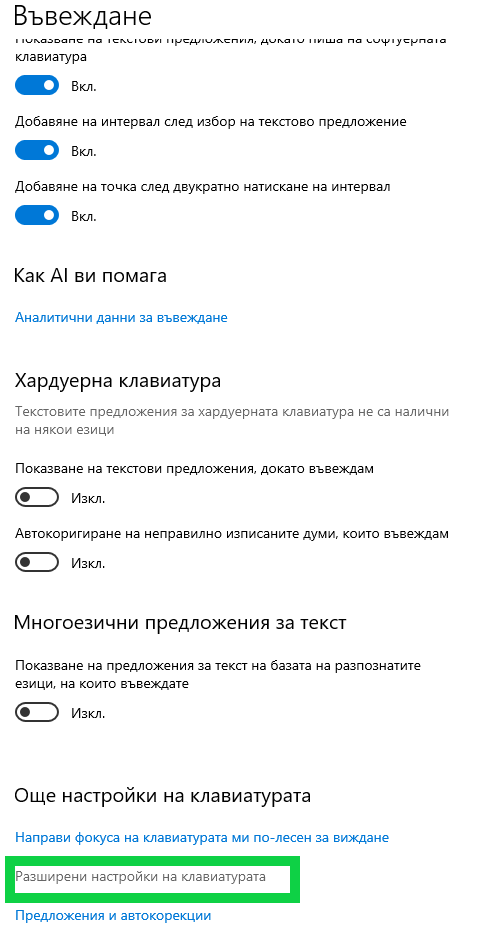 Въвеждане
Показване на текстови предложения, докато пиша на софтуерната
клавиатура
Вкл.
Добавяне на интервал след избор на текстово предложение
Вкл.
Добавяне на точка след двукратно натискане на интервал
Вкл.
Как AI ви помага
Аналитични данни за въвеждане
Хардуерна клавиатура
Текстовите предложения за хардуерната клавиатура не са налични
на някои езици
Показване на текстови предложения, докато въвеждам
Изкл.
Автокоригиране на неправилно изписаните думи, които въвеждам
Изкл.
Многоезични предложения за текст
Показване на предложения за текст на базата на разпознатите
езици, на които въвеждате
Изкл.
Още настройки на клавиатурата
Направи фокуса на клавиатурата ми по-лесен за виждане
Разширени настройки на клавиатурата
Предложения и автокорекции